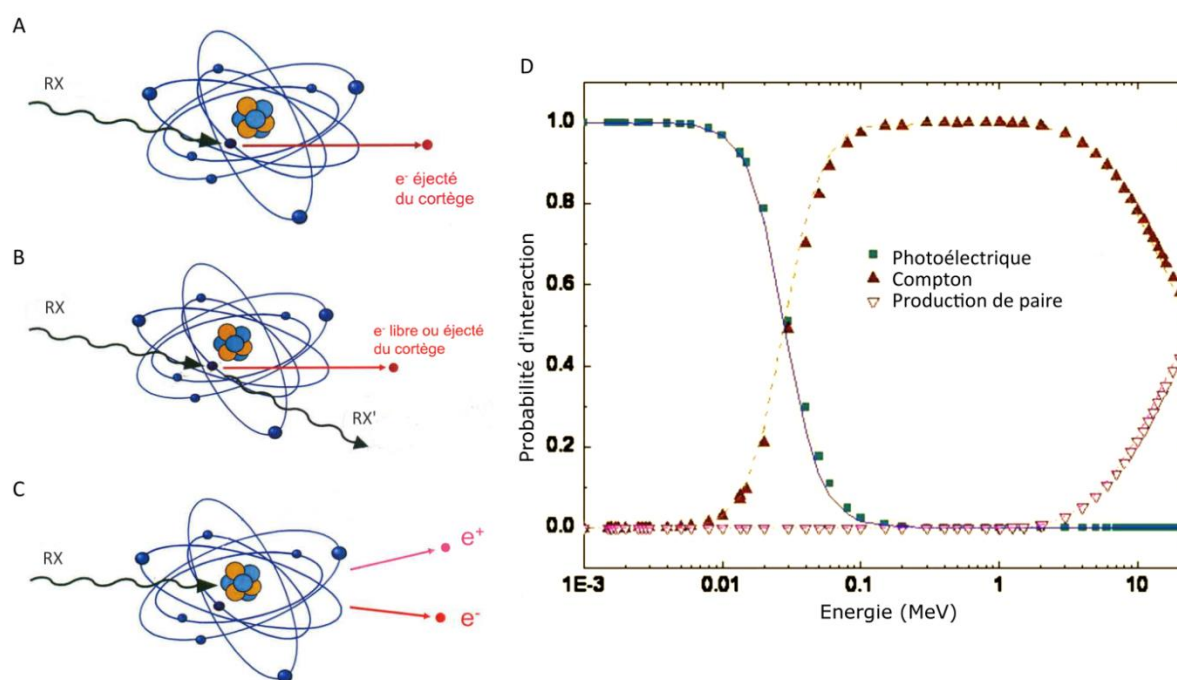 A
RX
e⁻ éjecté
du cortège
B
RX
e⁻ libre ou éjecté
du cortège
RX'
C
RX
e⁺
e⁻
D
Probabilité d'interaction
1.0
0.8
0.6
0.4
0.2
0.0
Photoélectrique
Compton
Production de paire
1E-3
0.01
0.1
1
10
Energie (MeV)